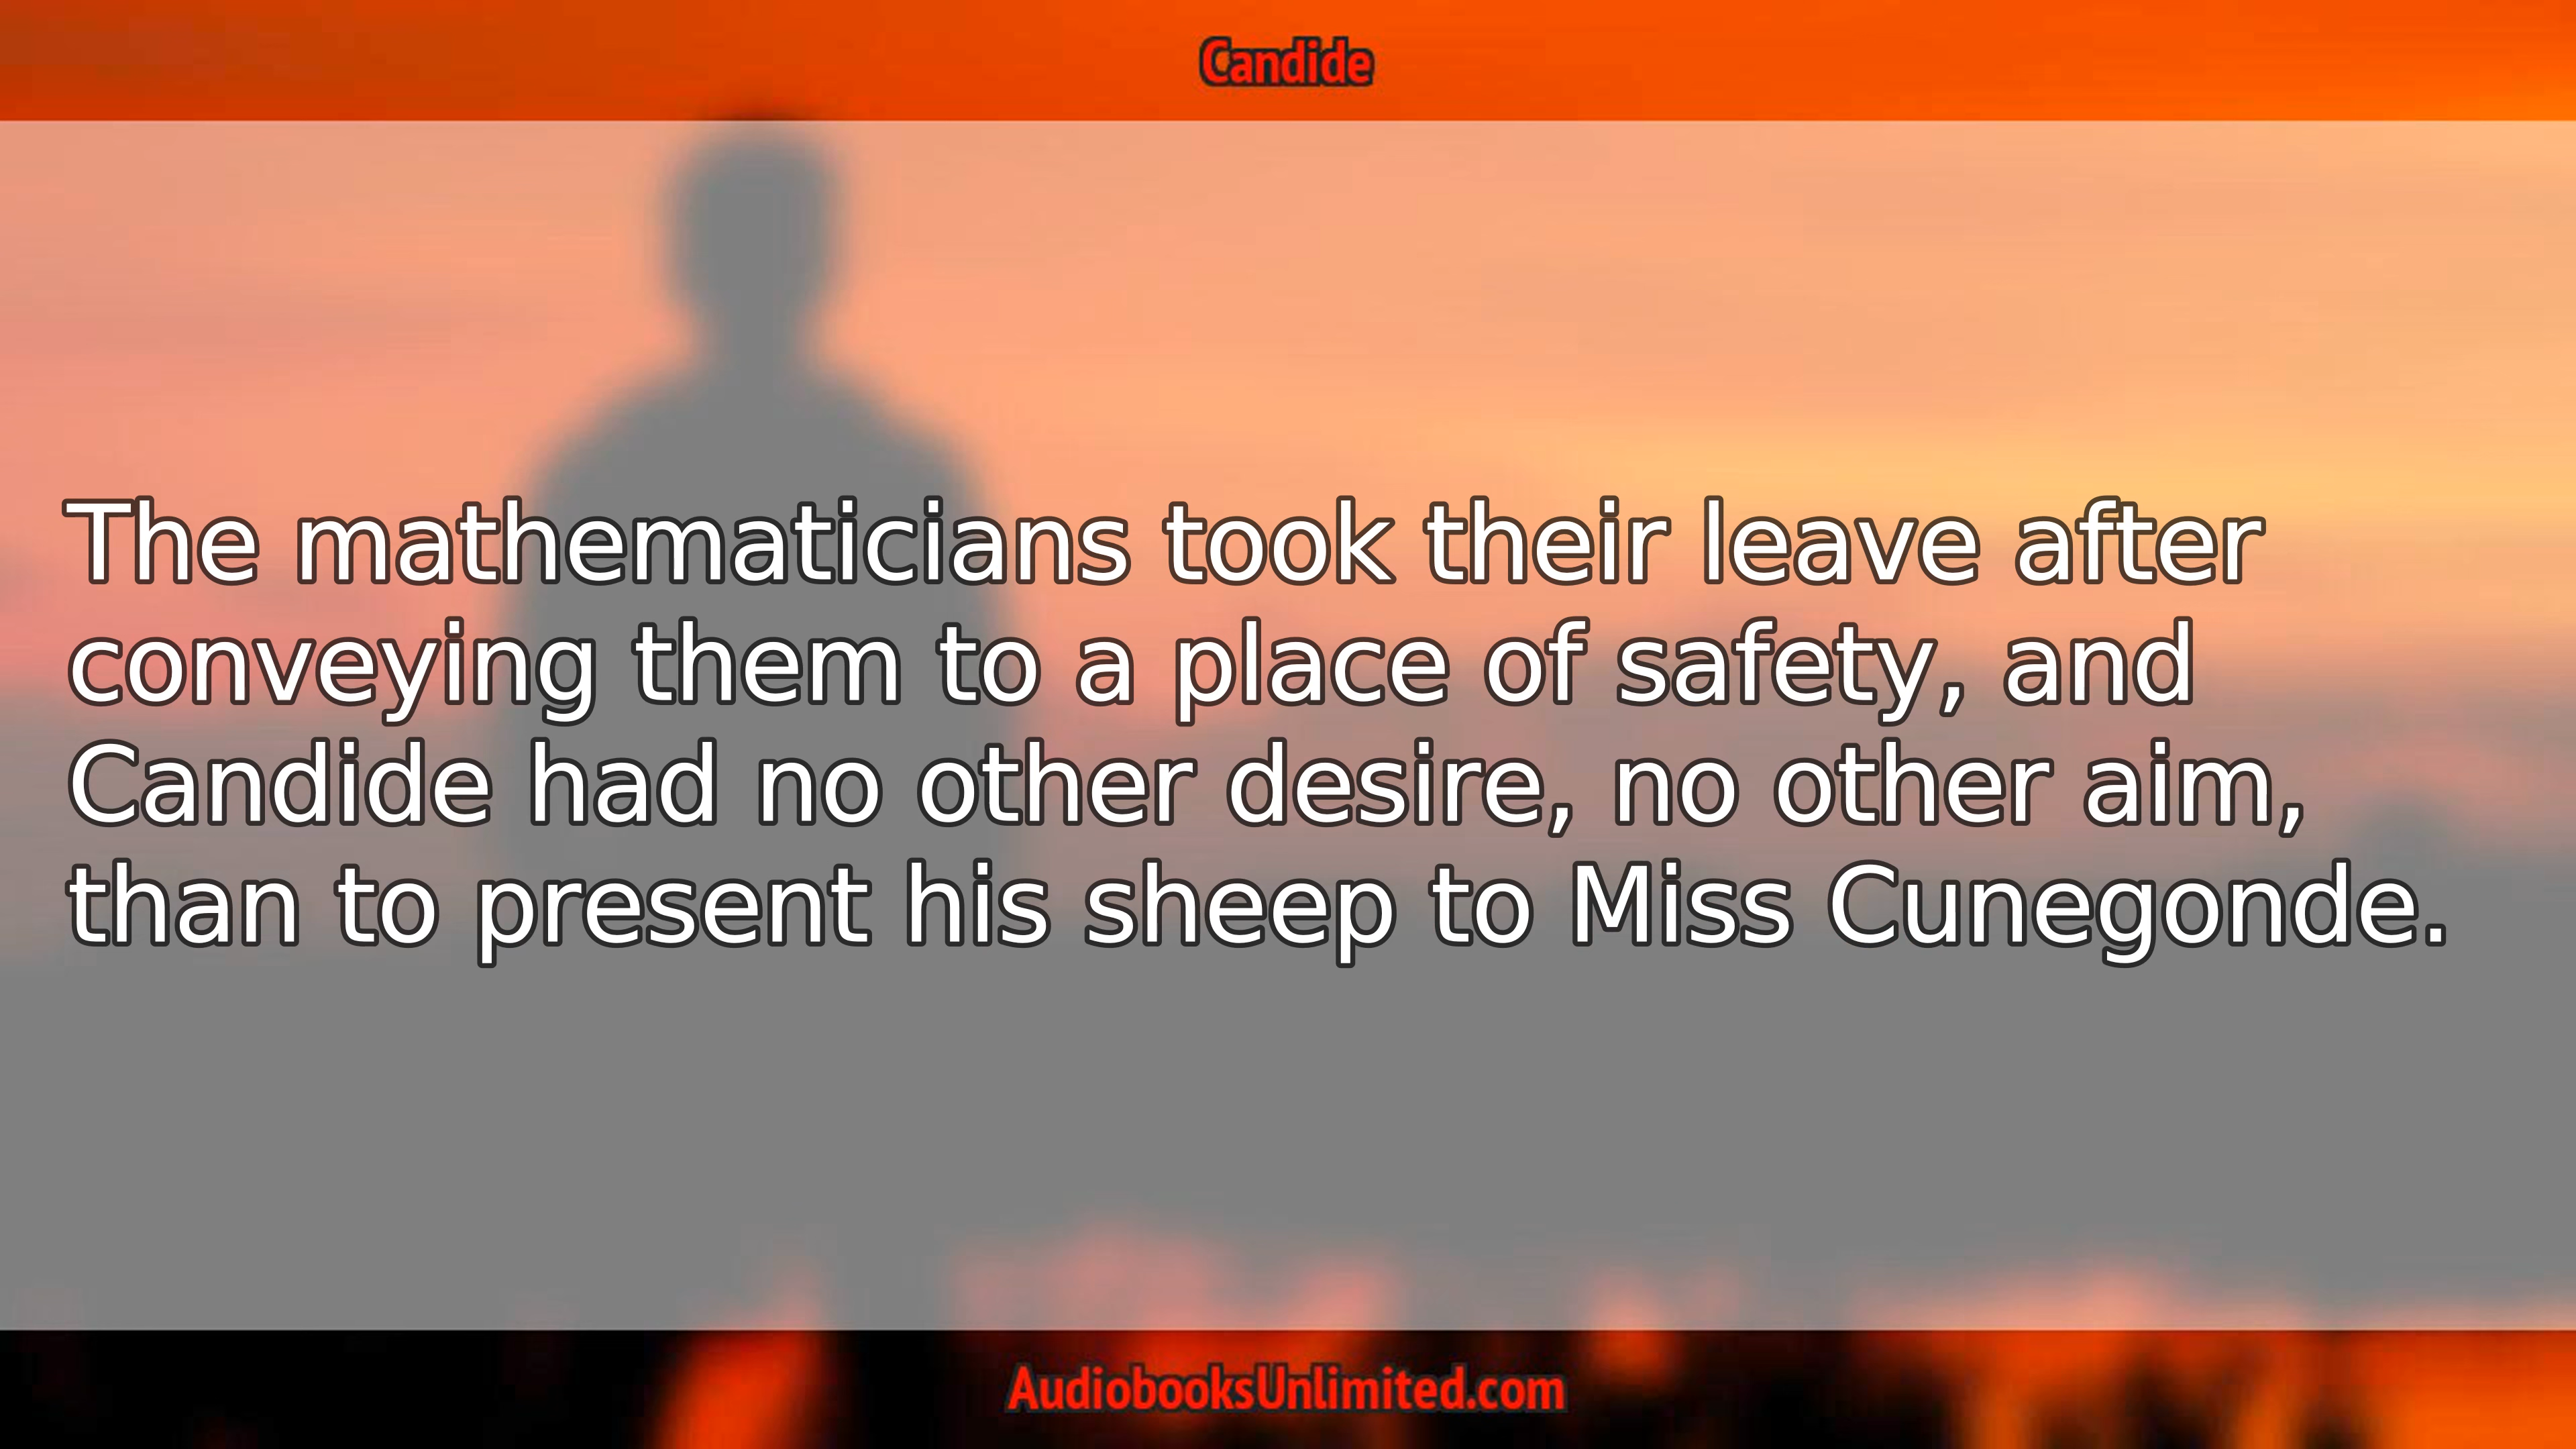 Candide
The mathematicians took their leave after
conveying them to a place of safety, and
Candide had no other desire, no other aim,
than to present his sheep to Miss Cunegonde.
AudiobooksUnlimited.com